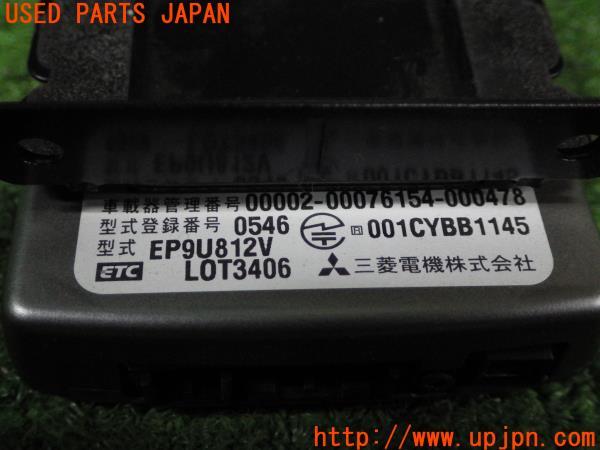 USED PARTS JAPAN
車載器管理番号 00002-00076154-000478
型式登録番号 0546 001CYBB1145
型式 EP9U812V
ETC LOT3406 三菱電機株式会社
http://www.upjpn.com/